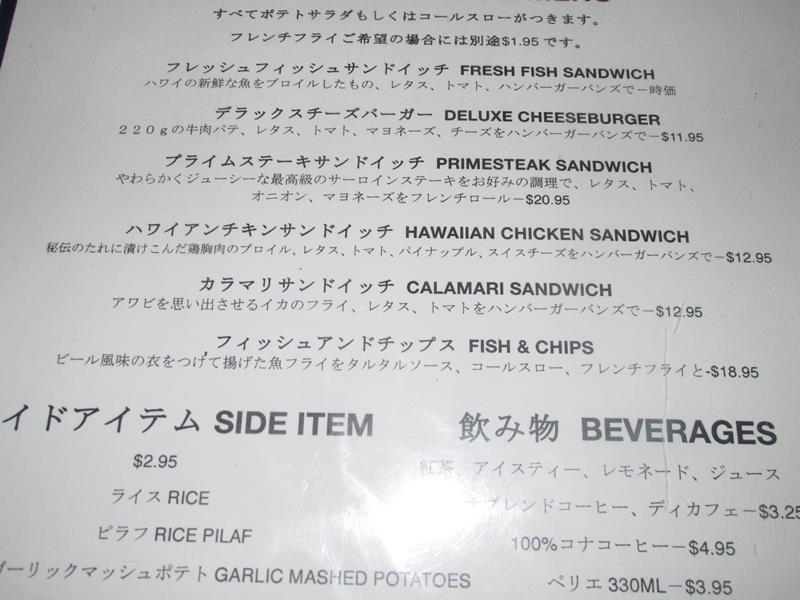 すべてポテトサラダもしくはコールスローがつきます。
フレンチフライご希望の場合には別途$1.95です。
フレッシュフィッシュサンドイッチ FRESH FISH SANDWICH
ハワイの新鮮な魚をブロイルしたもの、レタス、トマト、ハンバーガーバンズで－時価
デラックスチーズバーガー DELUXE CHEESEBURGER
２２０ｇの牛肉パテ、レタス、トマト、マヨネーズ、チーズをハンバーガーバンズで－$11.95
プライムステーキサンドイッチ PRIMESTEAK SANDWICH
やわらかくジューシーな最高級のサーロインステーキをお好みの調理で、レタス、トマト、
オニオン、マヨネーズをフレンチロール－$20.95
ハワイアンチキンサンドイッチ HAWAIIAN CHICKEN SANDWICH
秘伝のたれに漬けこんだ鶏胸肉のブロイル、レタス、トマト、パイナップル、スイスチーズをハンバーガーバンズで－$12.95
カラマリサンドイッチ CALAMARI SANDWICH
アワビを思い出させるイカのフライ、レタス、トマトをハンバーガーバンズで－$12.95
フィッシュアンドチップス FISH & CHIPS
ビール風味の衣をつけて揚げた魚フライをタルタルソース、コールスロー、フレンチフライと-$18.95
イドアイテム SIDE ITEM
$2.95
ライス RICE
ピラフ RICE PILAF
ガーリックマッシュポテト GARLIC MASHED POTATOES
飲み物 BEVERAGES
紅茶、アイスティー、レモネード、ジュース
ブレンドコーヒー、ディカフェ－$3.25
100%コナコーヒー－$4.95
ペリエ 330ML－$3.95